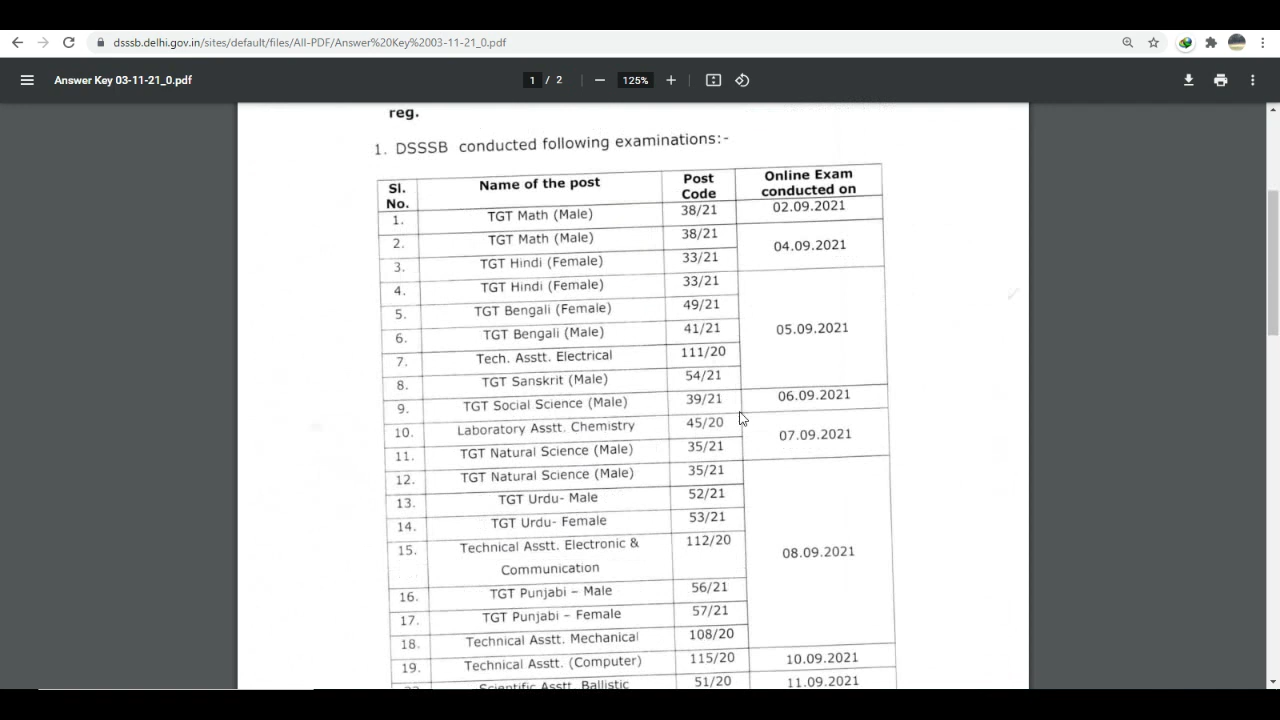 dsssb.delhi.gov.in/sites/default/files/All-PDF/Answer%20Key%2003-11-21_0.pdf
Answer Key 03-11-21_0.pdf
1 / 2
125%
reg.
1. DSSSB conducted following examinations:-
Sl. No. Name of the post Post Code Online Exam conducted on
1. TGT Math (Male) 38/21 02.09.2021
2. TGT Math (Male) 38/21 04.09.2021
3. TGT Hindi (Female) 33/21
4. TGT Hindi (Female) 33/21 05.09.2021
5. TGT Bengali (Female) 49/21
6. TGT Bengali (Male) 41/21
7. Tech. Asstt. Electrical 111/20
8. TGT Sanskrit (Male) 54/21
9. TGT Social Science (Male) 39/21 06.09.2021
10. Laboratory Asstt. Chemistry 45/20 07.09.2021
11. TGT Natural Science (Male) 35/21
12. TGT Natural Science (Male) 35/21 08.09.2021
13. TGT Urdu- Male 52/21
14. TGT Urdu- Female 53/21
15. Technical Asstt. Electronic & 112/20
Communication
16. TGT Punjabi – Male 56/21
17. TGT Punjabi – Female 57/21
18. Technical Asstt. Mechanical 108/20
19. Technical Asstt. (Computer) 115/20 10.09.2021
Scientific Asstt. Ballistic 51/20 11.09.2021